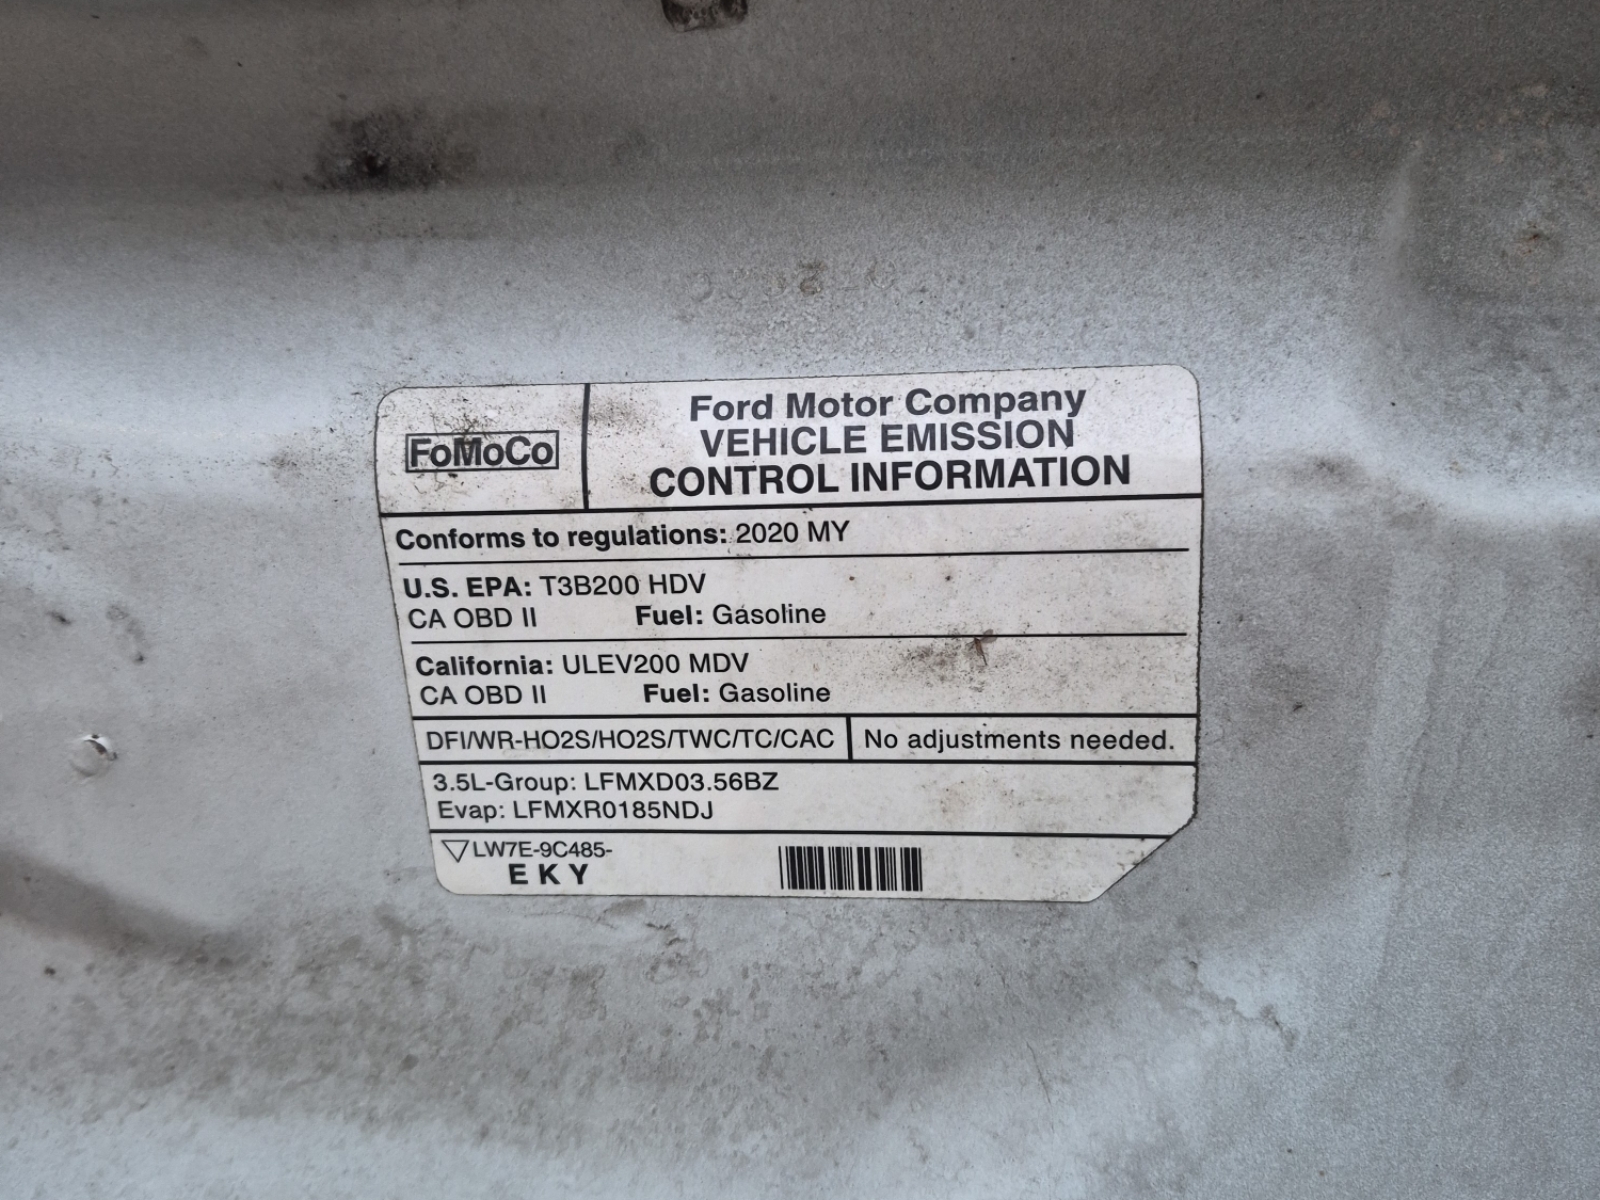 FoMoCo
Ford Motor Company
VEHICLE EMISSION
CONTROL INFORMATION
Conforms to regulations: 2020 MY
U.S. EPA: T3B200 HDV
CA OBD II Fuel: Gasoline
California: ULEV200 MDV
CA OBD II Fuel: Gasoline
DFI/WR-HO2S/HO2S/TWC/TC/CAC No adjustments needed.
3.5L-Group: LFMXD03.56BZ
Evap: LFMXR0185NDJ
LW7E-9C485-
E K Y